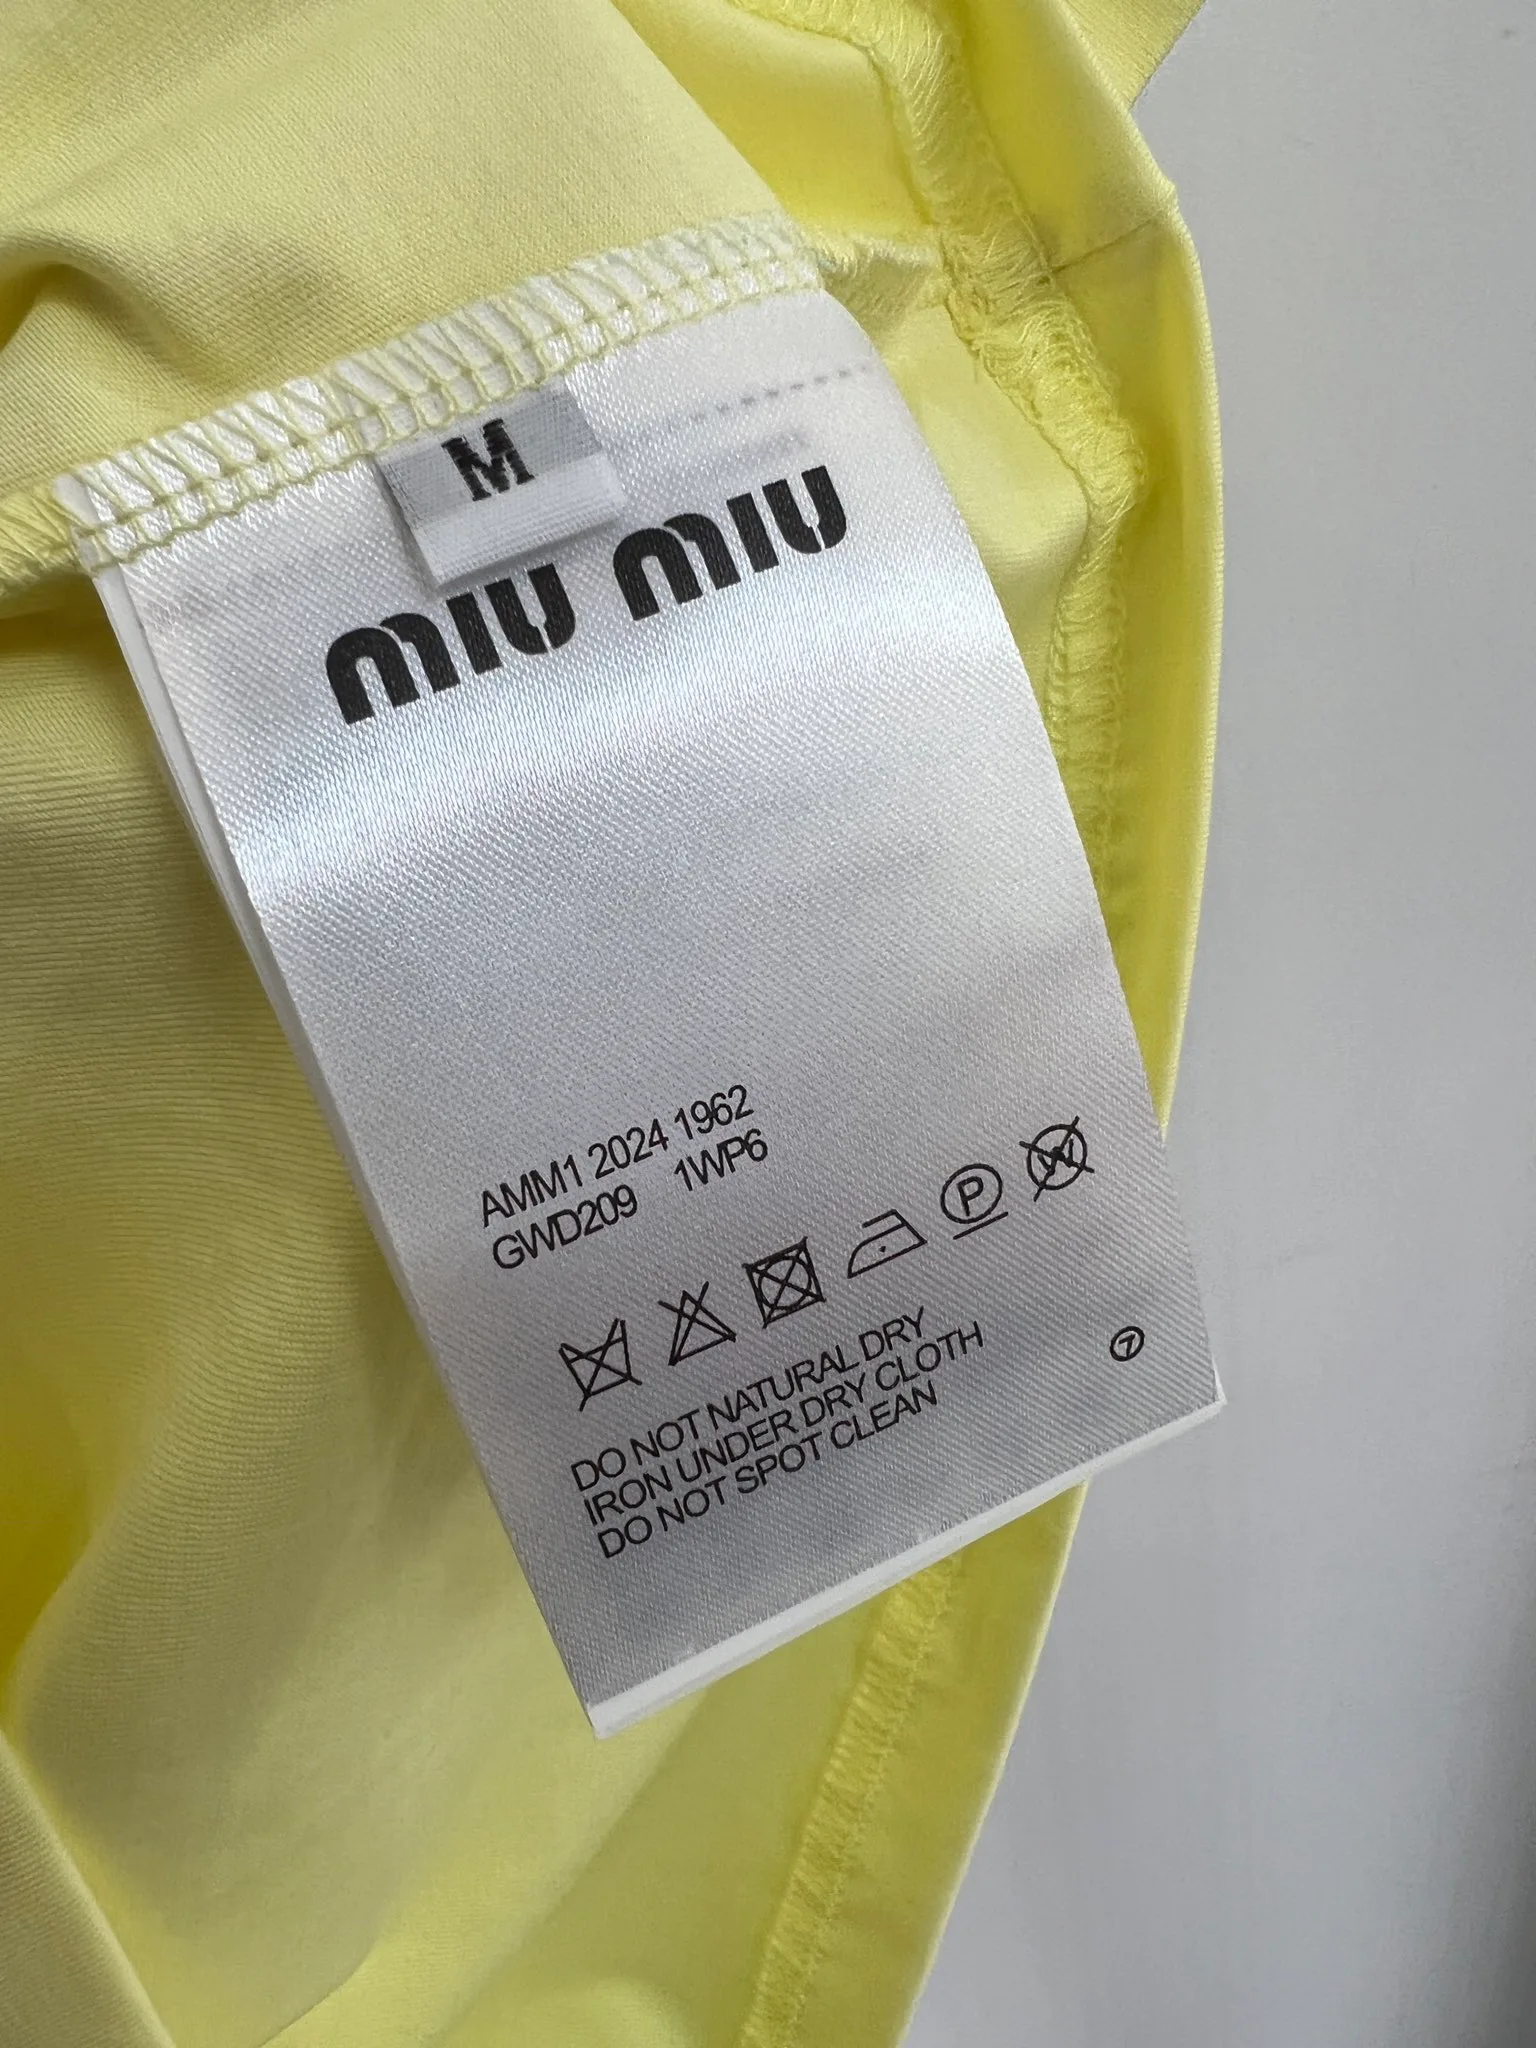 M
miu miu
AMM1 2024 1962
GWD209 1WP6
P
W
DO NOT NATURAL DRY
IRON UNDER DRY CLOTH
DO NOT SPOT CLEAN
7